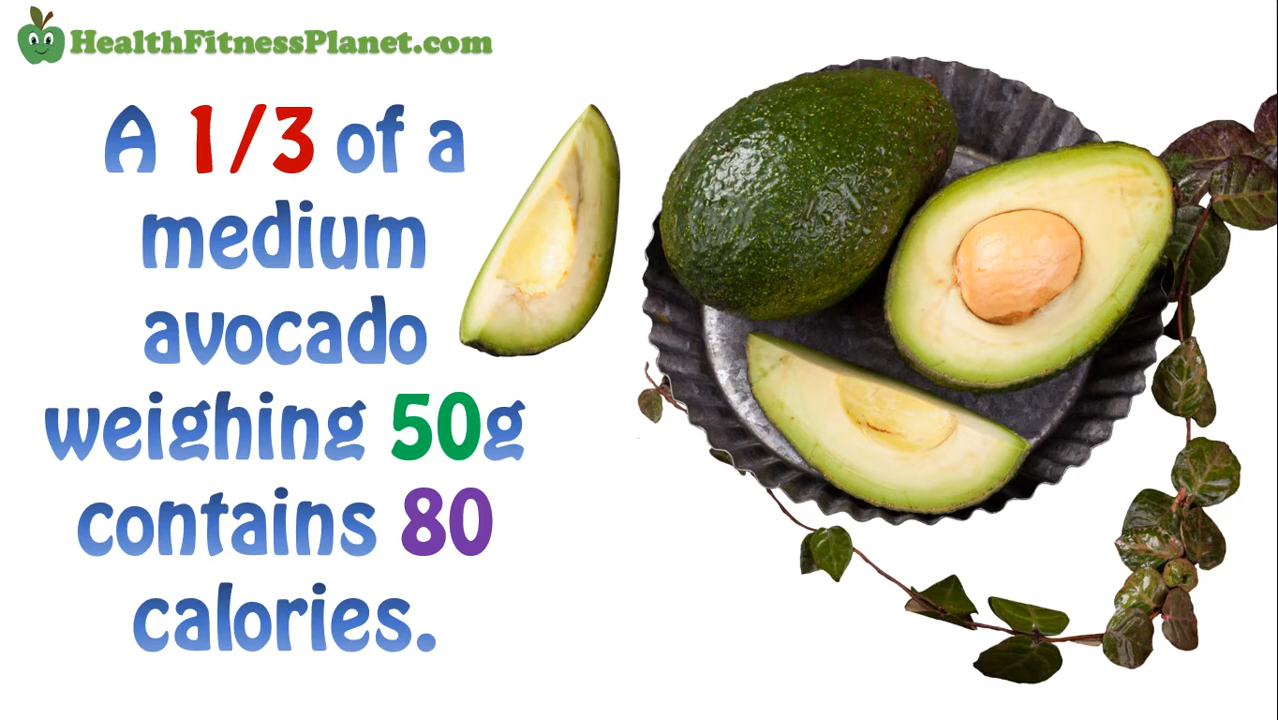 HealthFitnessPlanet.com
A 1/3 of a
medium
avocado
weighing 50g
contains 80
calories.